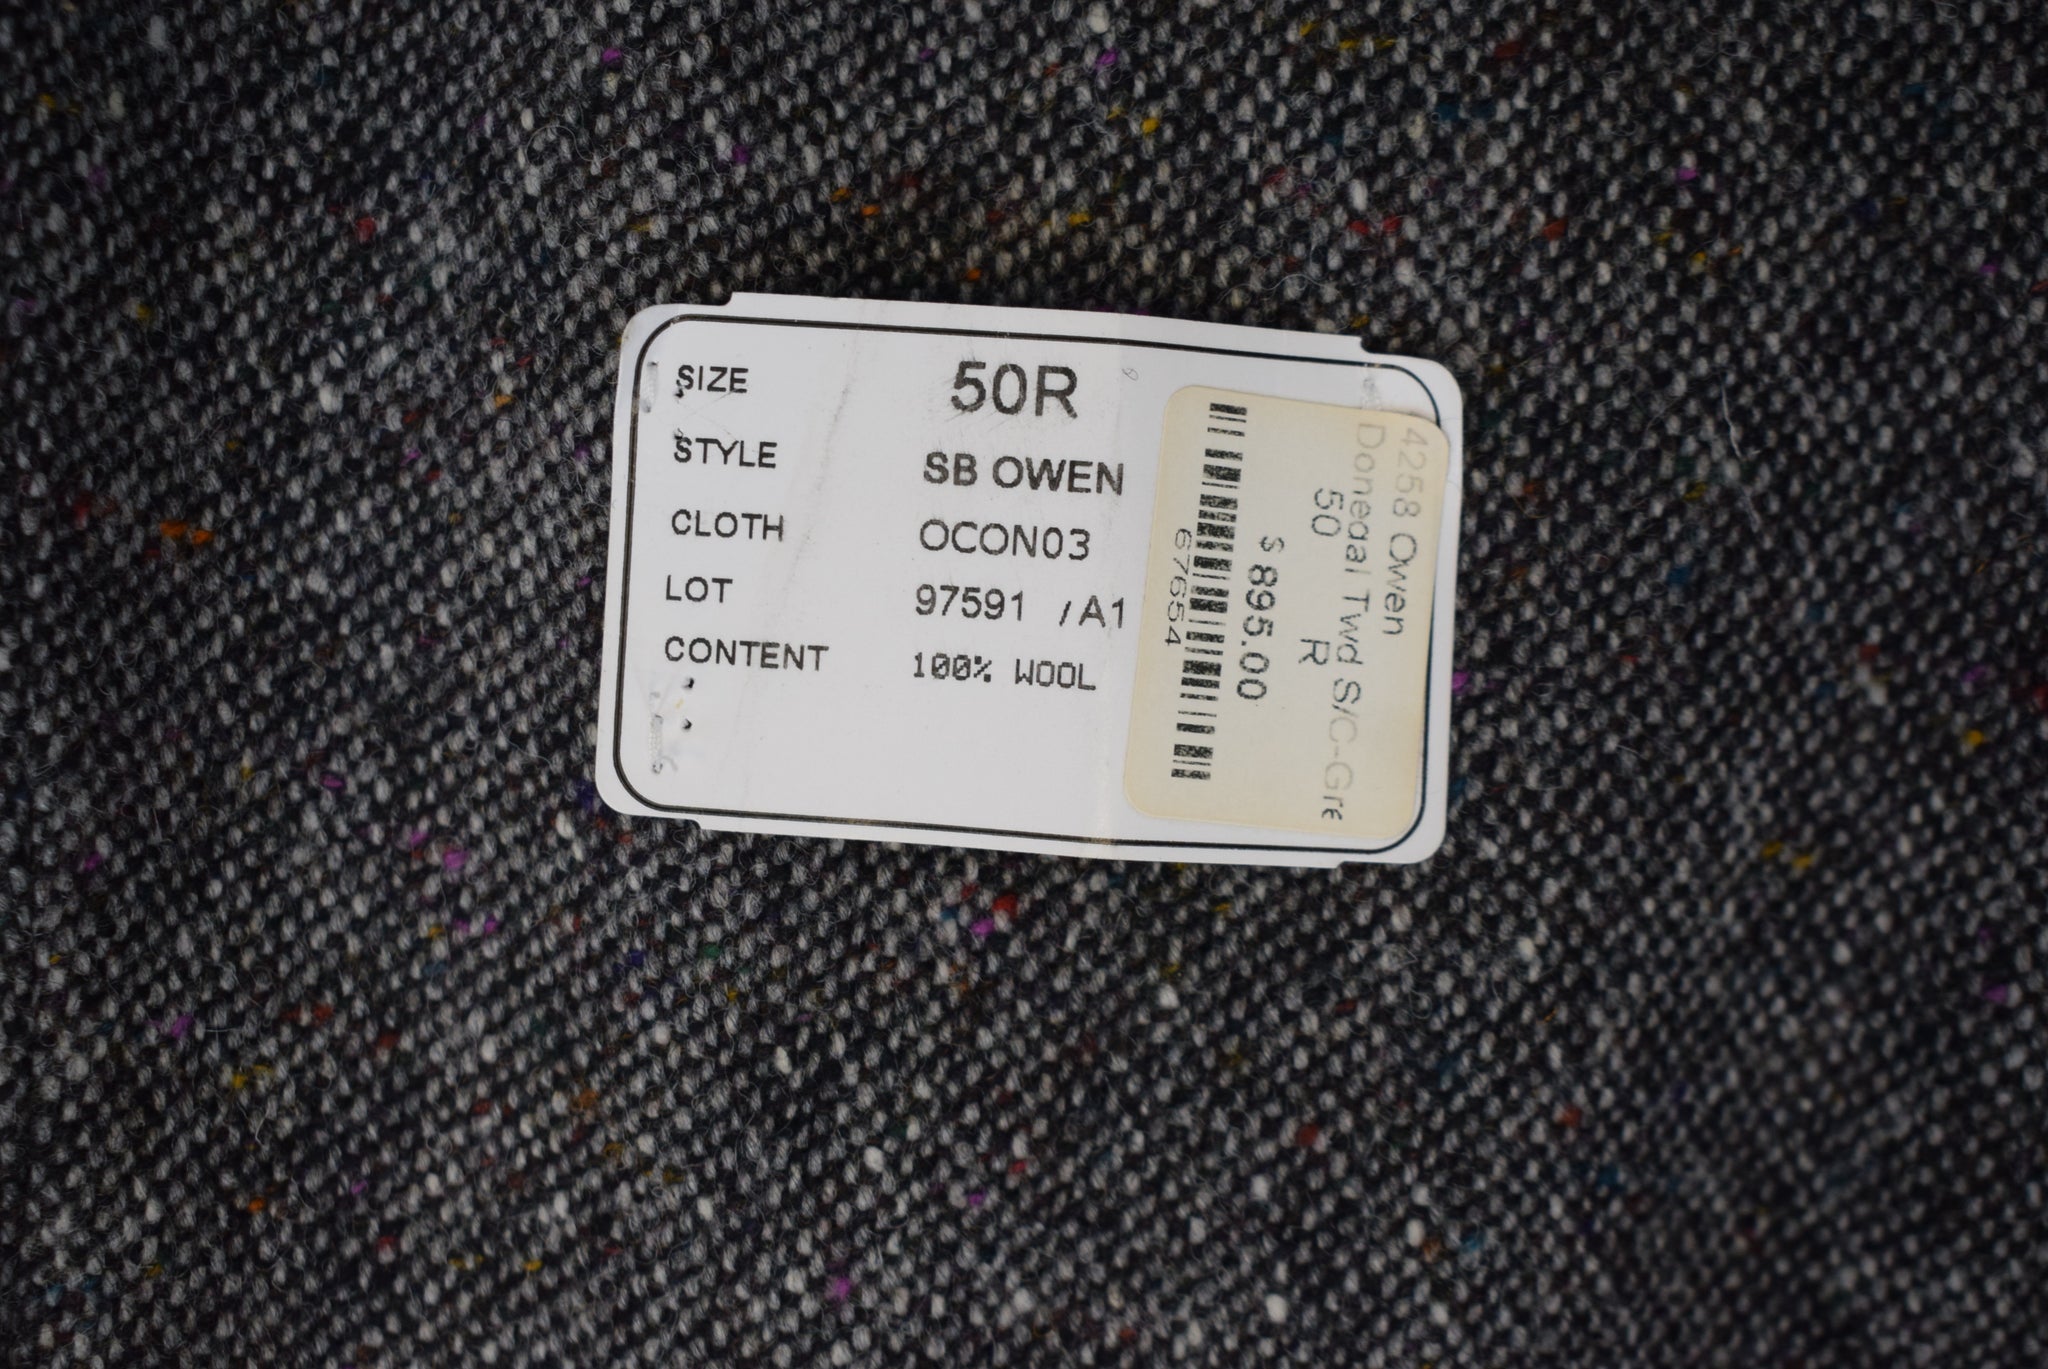 SIZE 50R
STYLE SB OWEN
CLOTH OCON03
LOT 97591 /A1
CONTENT 100% WOOL
4258 Owen
Donegal Twd S/C-Gre
50 R
$ 895.00
67654